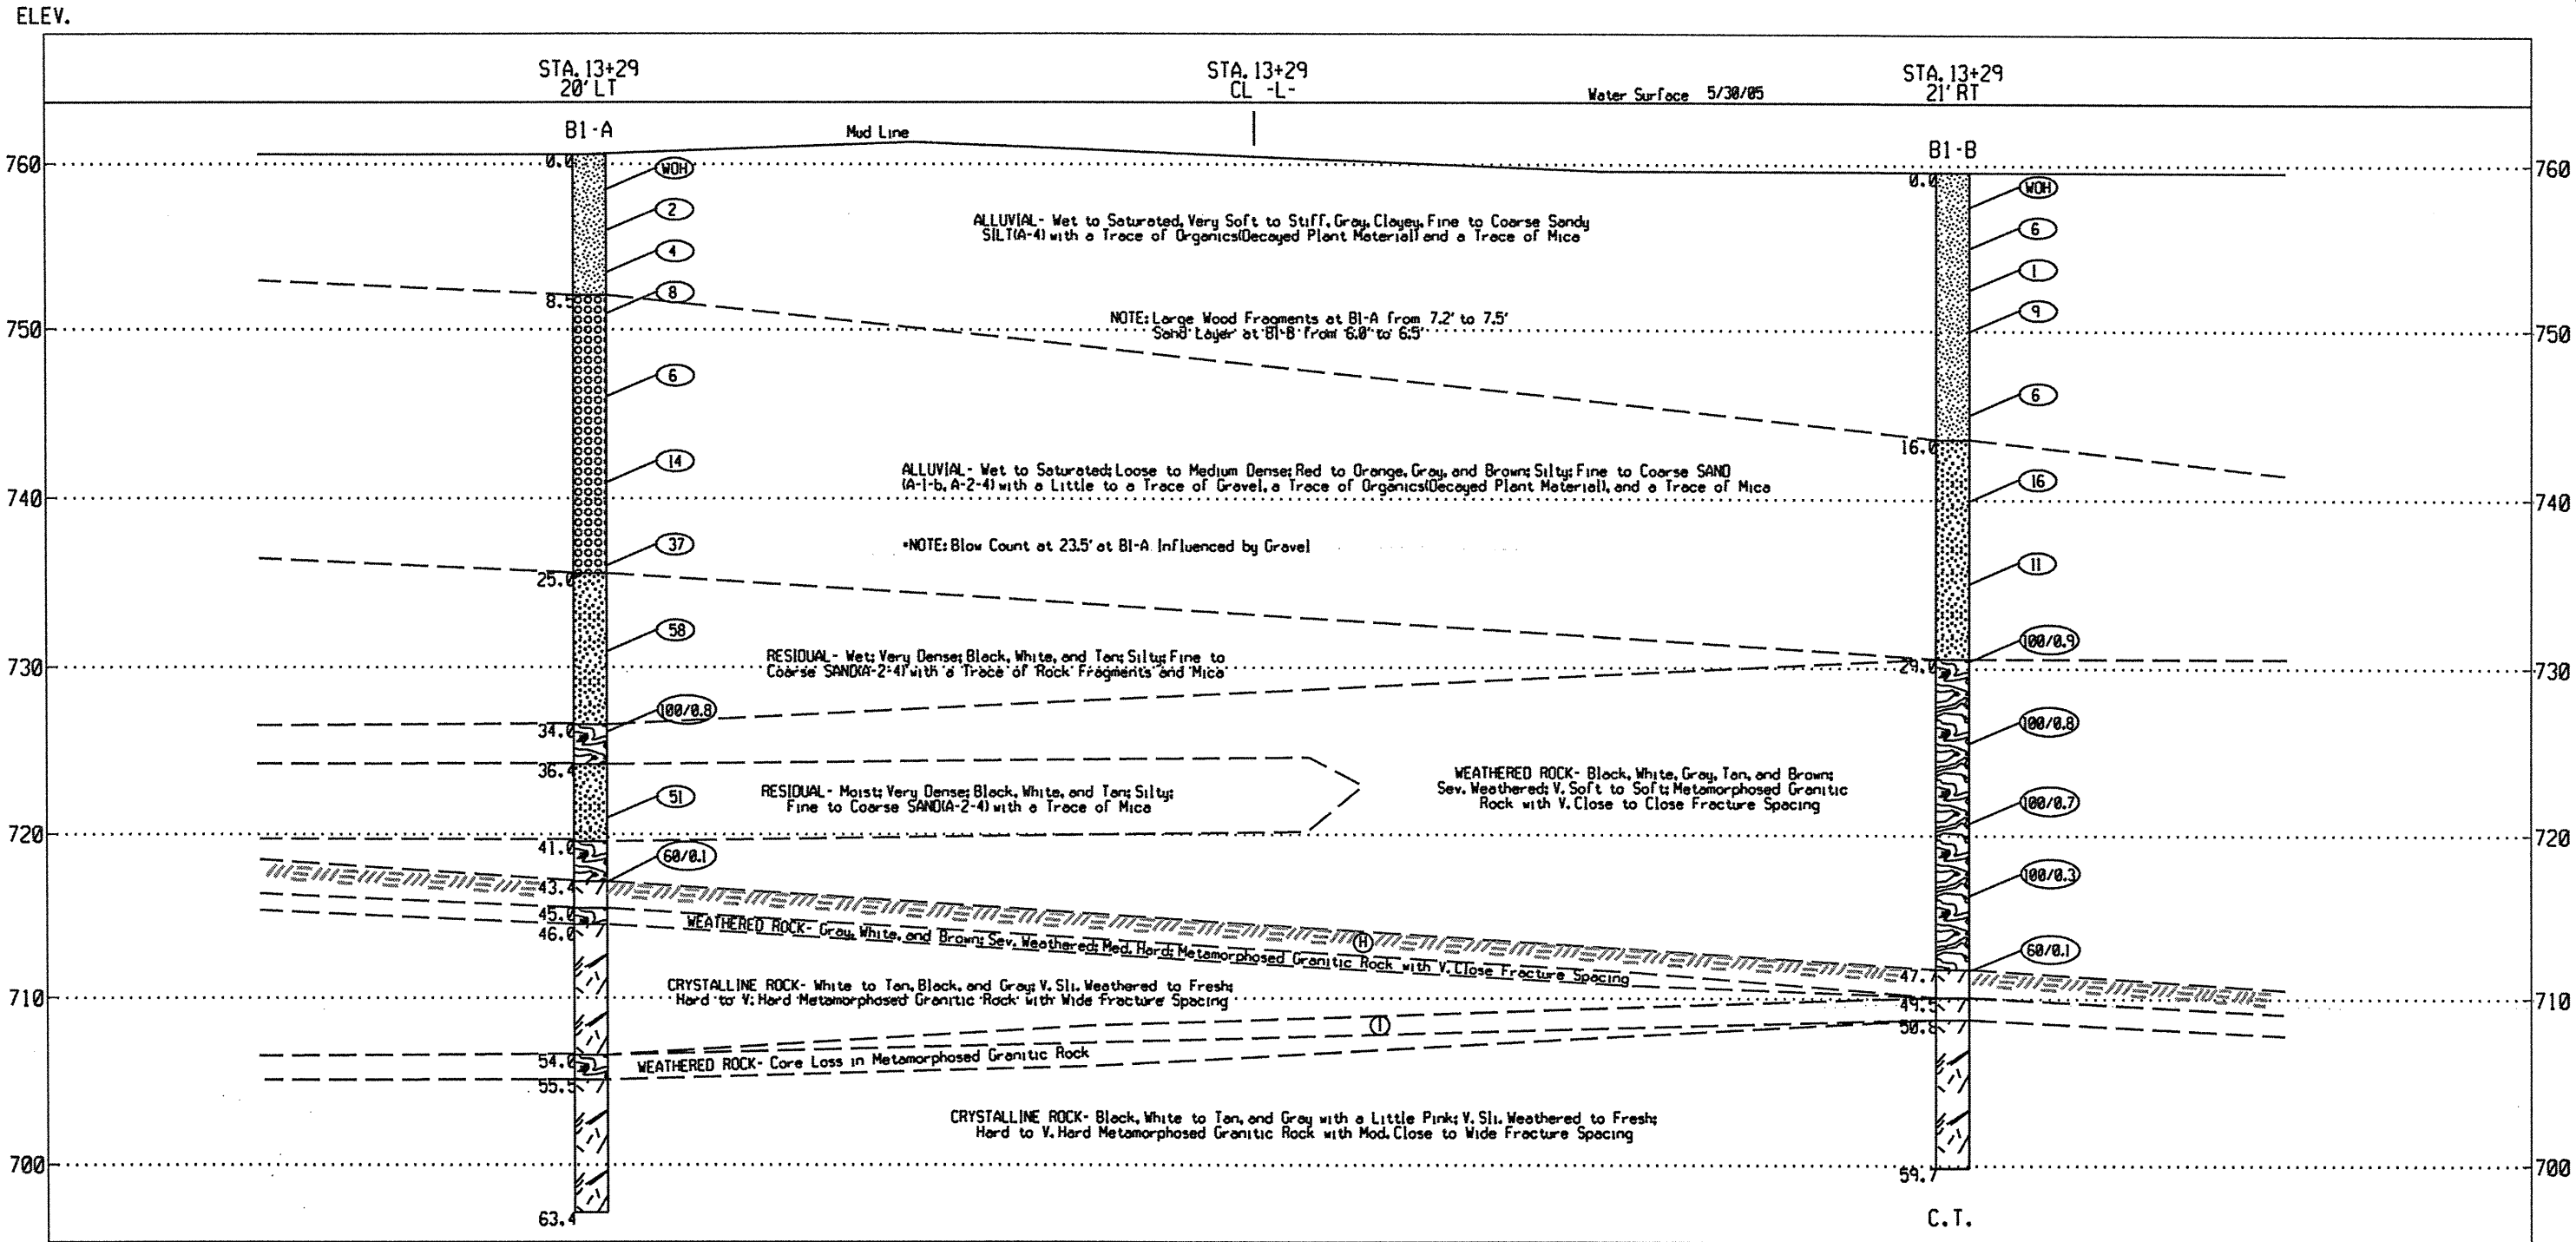 ELEV.
STA. 13+29
20' LT
STA. 13+29
CL -L-
Water Surface 5/30/05
STA. 13+29
21' RT
B1-A
Mud Line
B1-B
760
0.0
WOH
0.0
WOH
760
2
ALLUVIAL- Wet to Saturated, Very Soft to Stiff, Gray, Clayey, Fine to Coarse Sandy
SILT(A-4) with a Trace of Organics(Decayed Plant Material) and a Trace of Mica
6
4
1
8.5
8
NOTE: Large Wood Fragments at B1-A from 7.2' to 7.5'
Sand Layer at B1-B from 6.0' to 6.5'
9
750
750
6
6
16.0
14
ALLUVIAL- Wet to Saturated; Loose to Medium Dense; Red to Orange, Gray, and Brown; Silty; Fine to Coarse SAND
(A-1-b, A-2-4) with a Little to a Trace of Gravel, a Trace of Organics(Decayed Plant Material), and a Trace of Mica
16
740
740
37
*NOTE: Blow Count at 23.5' at B1-A Influenced by Gravel
11
25.0
58
100/0.9
RESIDUAL- Wet; Very Dense; Black, White, and Tan; Silty; Fine to
Coarse SAND(A-2-4) with a Trace of Rock Fragments and Mica
730
29.0
730
100/0.8
34.0
100/0.8
36.4
WEATHERED ROCK- Black, White, Gray, Tan, and Brown;
Sev. Weathered; V. Soft to Soft; Metamorphosed Granitic
Rock with V. Close to Close Fracture Spacing
RESIDUAL- Moist; Very Dense; Black, White, and Tan; Silty;
Fine to Coarse SAND(A-2-4) with a Trace of Mica
51
100/0.7
720
720
41.0
60/0.1
100/0.3
43.4
45.0
46.0
WEATHERED ROCK- Gray, White, and Brown; Sev. Weathered; Med. Hard; Metamorphosed Granitic Rock with V. Close Fracture Spacing
H
60/0.1
47.7
CRYSTALLINE ROCK- White to Tan, Black, and Gray; V. Sli. Weathered to Fresh;
Hard to V. Hard Metamorphosed Granitic Rock with Wide Fracture Spacing
710
49.5
710
I
50.8
54.0
WEATHERED ROCK- Core Loss in Metamorphosed Granitic Rock
55.5
CRYSTALLINE ROCK- Black, White to Tan, and Gray with a Little Pink; V. Sli. Weathered to Fresh;
Hard to V. Hard Metamorphosed Granitic Rock with Mod. Close to Wide Fracture Spacing
700
59.7
700
63.4
C.T.